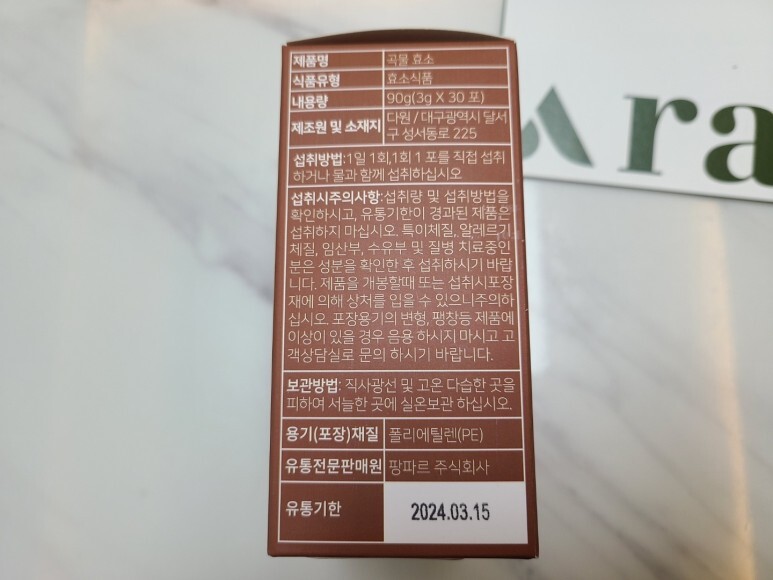 제품명 곡물 효소
식품유형 효소식품
내용량 90g(3g X 30 포)
제조원 및 소재지 다원 / 대구광역시 달서
구 성서동로 225
섭취방법:1일 1회,1회 1 포를 직접 섭취
하거나 물과 함께 섭취하십시오
섭취시주의사항:섭취량 및 섭취방법을
확인하시고, 유통기한이 경과된 제품은
섭취하지 마십시오. 특이체질, 알레르기
체질, 임산부, 수유부 및 질병 치료중인
분은 성분을 확인한 후 섭취하시기 바랍
니다. 제품을 개봉할때 또는 섭취시포장
재에 의해 상처를 입을 수 있으니주의하
십시오. 포장용기의 변형, 팽창등 제품에
이상이 있을 경우 음용 하시지 마시고 고
객상담실로 문의 하시기 바랍니다.
보관방법: 직사광선 및 고온 다습한 곳을
피하여 서늘한 곳에 실온보관 하십시오.
용기(포장)재질 폴리에틸렌(PE)
유통전문판매원 팡파르 주식회사
유통기한 2024.03.15
Ara